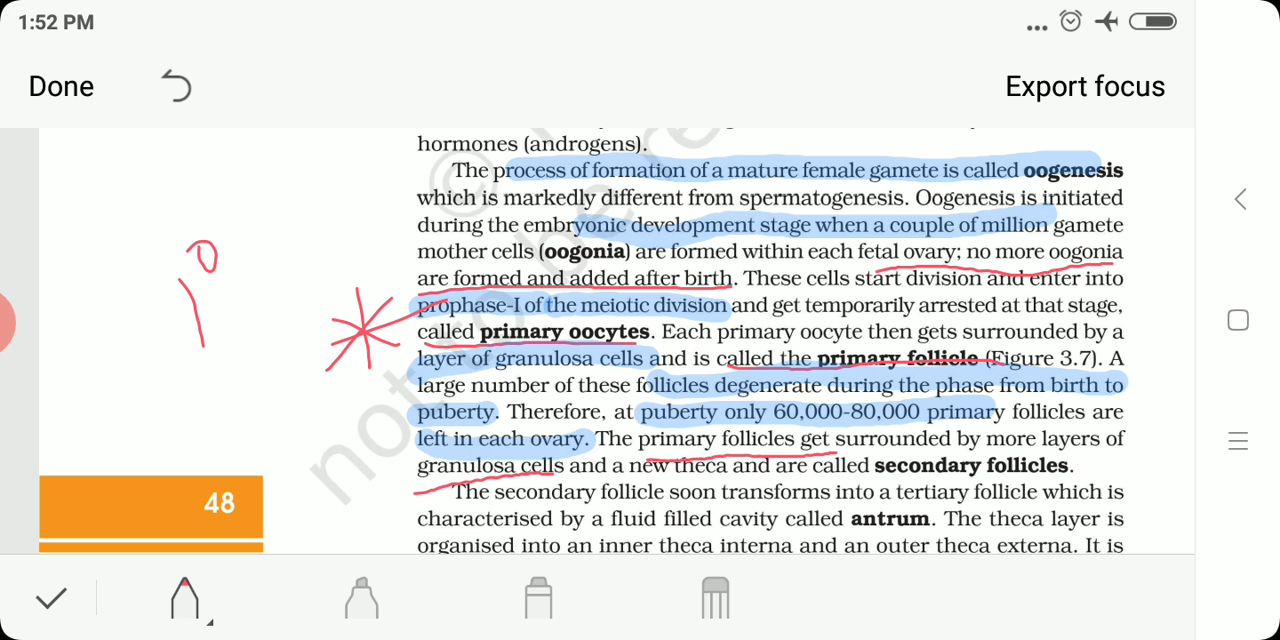 1:52 PM
Done
Export focus
hormones (androgens).
The process of formation of a mature female gamete is called oogenesis
which is markedly different from spermatogenesis. Oogenesis is initiated
during the embryonic development stage when a couple of million gamete
mother cells (oogonia) are formed within each fetal ovary; no more oogonia
are formed and added after birth. These cells start division and enter into
prophase-I of the meiotic division and get temporarily arrested at that stage,
called primary oocytes. Each primary oocyte then gets surrounded by a
layer of granulosa cells and is called the primary follicle (Figure 3.7). A
large number of these follicles degenerate during the phase from birth to
puberty. Therefore, at puberty only 60,000-80,000 primary follicles are
left in each ovary. The primary follicles get surrounded by more layers of
granulosa cells and a new theca and are called secondary follicles.
The secondary follicle soon transforms into a tertiary follicle which is
characterised by a fluid filled cavity called antrum. The theca layer is
organised into an inner theca interna and an outer theca externa. It is
1°
48
©
not to be re